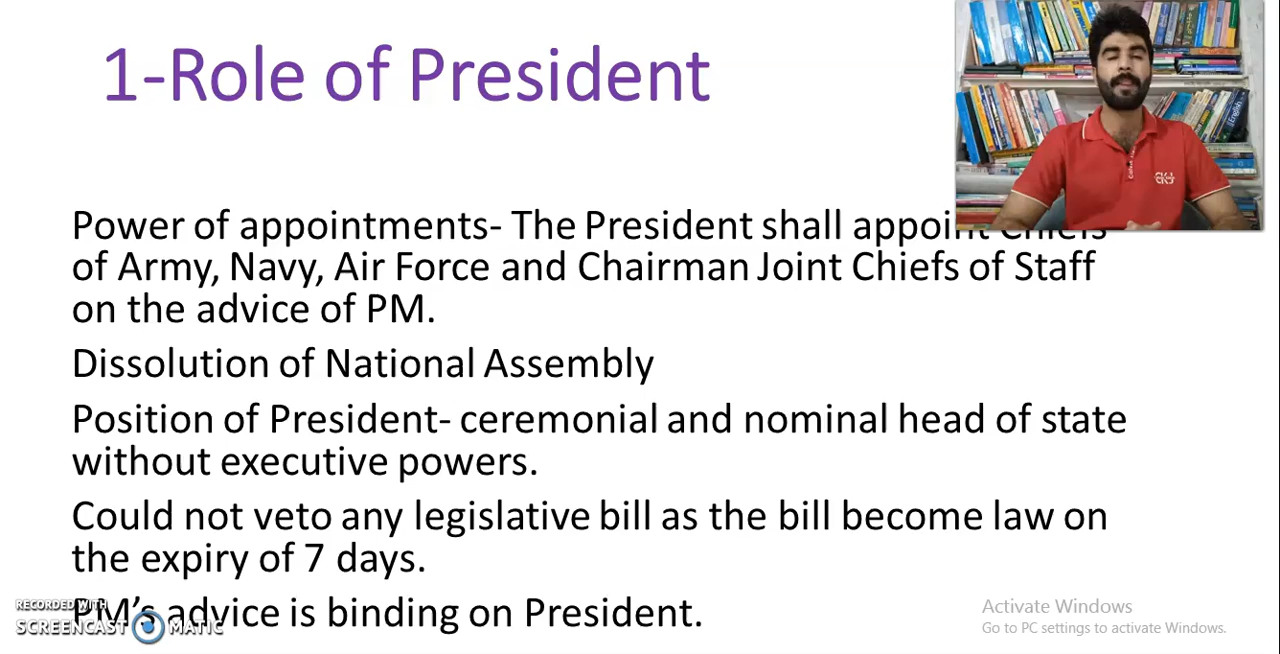 1-Role of President
Power of appointments- The President shall appoint Chiefs
of Army, Navy, Air Force and Chairman Joint Chiefs of Staff
on the advice of PM.
Dissolution of National Assembly
Position of President- ceremonial and nominal head of state
without executive powers.
Could not veto any legislative bill as the bill become law on
the expiry of 7 days.
PM's advice is binding on President.
RECORDED WITH
SCREENCAST MATIC
Activate Windows
Go to PC settings to activate Windows.
English